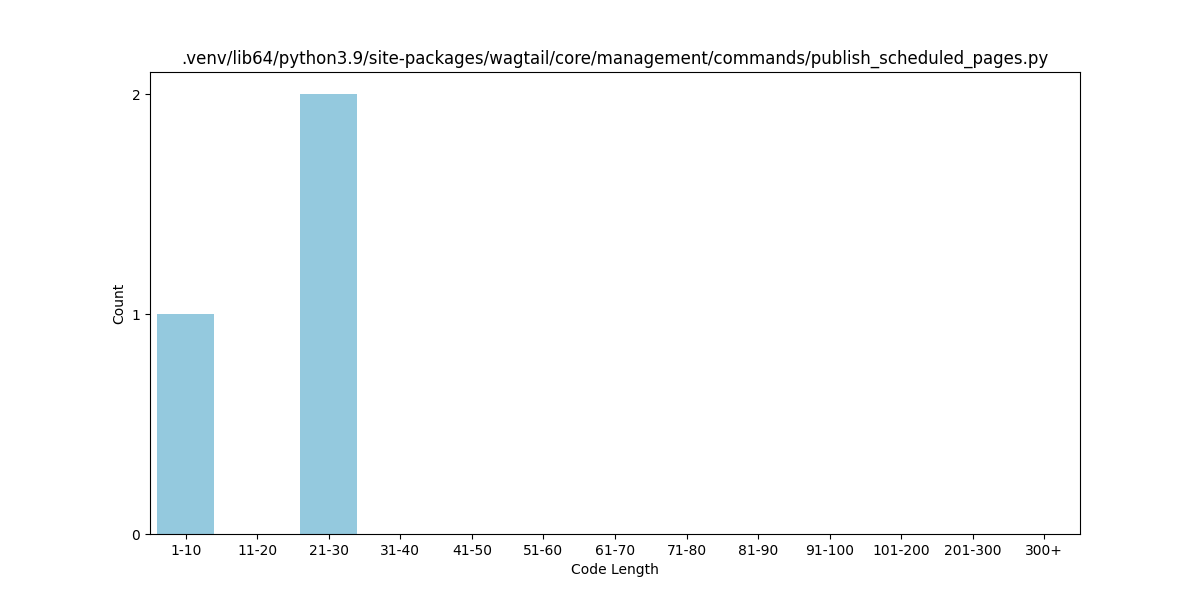 .venv/lib64/python3.9/site-packages/wagtail/core/management/commands/publish_scheduled_pages.py
2
1
0
Count
1-10 11-20 21-30 31-40 41-50 51-60 61-70 71-80 81-90 91-100 101-200 201-300 300+
Code Length